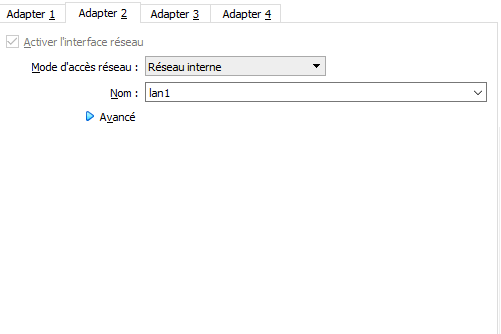 Adapter 1 Adapter 2 Adapter 3 Adapter 4
Activer l'interface réseau
Mode d'accès réseau : Réseau interne
Nom : lan1
Avancé